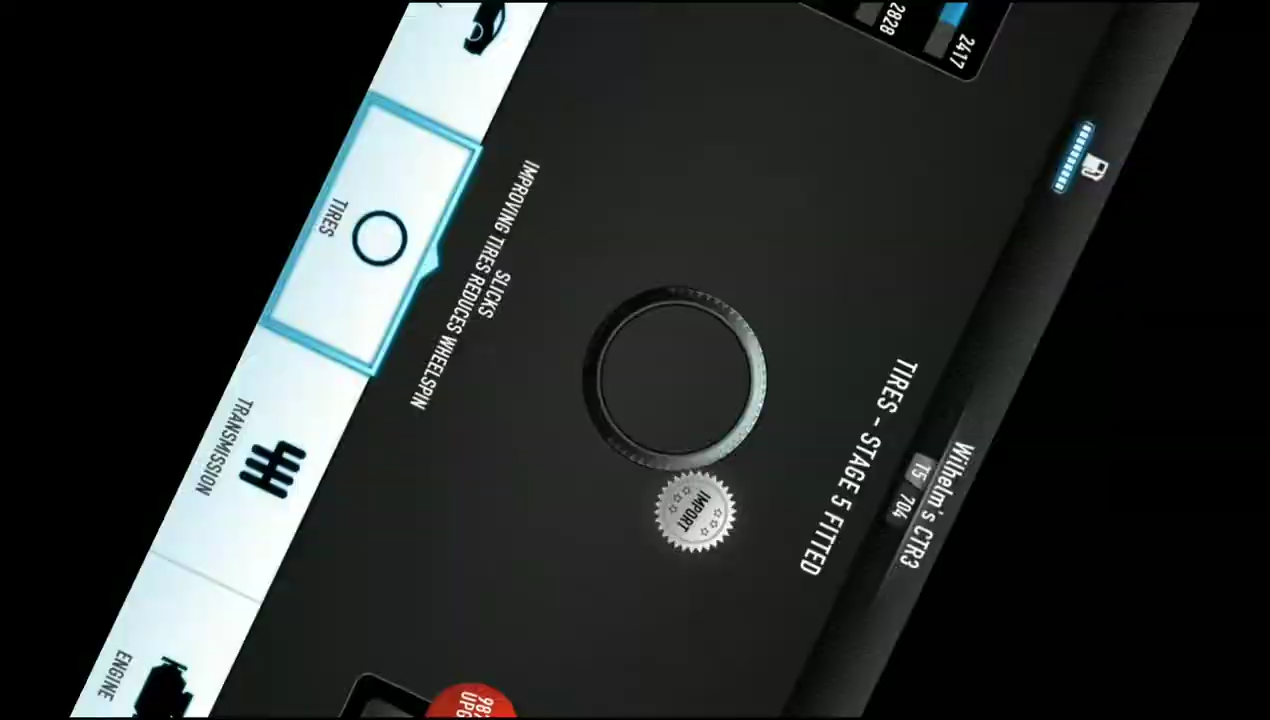 Wilhelm's CTR3
T5 704
TIRES - STAGE 5 FITTED
2417
2828
IMPORT
SLICKS
IMPROVING TIRES REDUCES WHEELSPIN
TIRES
TRANSMISSION
ENGINE